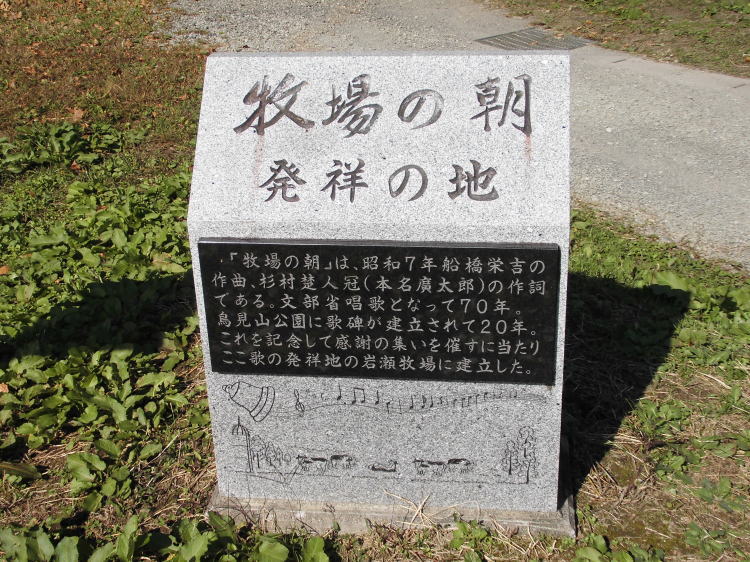 牧場の朝
発祥の地
「牧場の朝」は、昭和7年船橋栄吉の
作曲、杉村楚人冠(本名廣太郎)の作詞
である。文部省唱歌となって70年。
鳥見山公園に歌碑が建立されて20年。
これを記念して感謝の集いを催すに当たり
ここ歌の発祥地の岩瀬牧場に建立した。